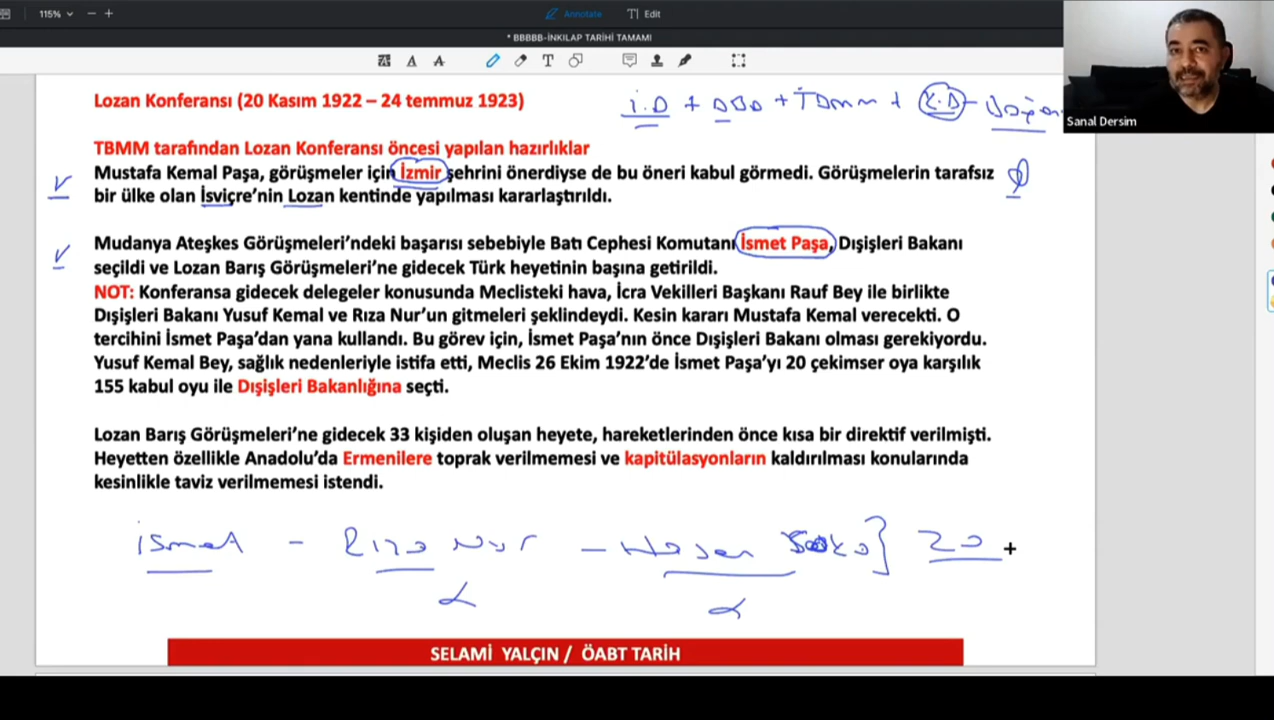 115%
Annotate
Edit
* BBBBB-İNKILAP TARİHİ TAMAMI
Sanal Dersim
Lozan Konferansı (20 Kasım 1922 – 24 temmuz 1923)
i.D + DBD + TBMM + Y.D
TBMM tarafından Lozan Konferansı öncesi yapılan hazırlıklar
Mustafa Kemal Paşa, görüşmeler için İzmir şehrini önerdiyse de bu öneri kabul görmedi. Görüşmelerin tarafsız
bir ülke olan İsviçre’nin Lozan kentinde yapılması kararlaştırıldı.
Mudanya Ateşkes Görüşmeleri’ndeki başarısı sebebiyle Batı Cephesi Komutanı İsmet Paşa, Dışişleri Bakanı
seçildi ve Lozan Barış Görüşmeleri’ne gidecek Türk heyetinin başına getirildi.
NOT: Konferansa gidecek delegeler konusunda Meclisteki hava, İcra Vekilleri Başkanı Rauf Bey ile birlikte
Dışişleri Bakanı Yusuf Kemal ve Rıza Nur’un gitmeleri şeklindeydi. Kesin kararı Mustafa Kemal verecekti. O
tercihini İsmet Paşa’dan yana kullandı. Bu görev için, İsmet Paşa’nın önce Dışişleri Bakanı olması gerekiyordu.
Yusuf Kemal Bey, sağlık nedenleriyle istifa etti, Meclis 26 Ekim 1922’de İsmet Paşa’yı 20 çekimser oya karşılık
155 kabul oyu ile Dışişleri Bakanlığına seçti.
Lozan Barış Görüşmeleri’ne gidecek 33 kişiden oluşan heyete, hareketlerinden önce kısa bir direktif verilmişti.
Heyetten özellikle Anadolu’da Ermenilere toprak verilmemesi ve kapitülasyonların kaldırılması konularında
kesinlikle taviz verilmemesi istendi.
ismet – Rıza Nur – Hasan Saka } 20
SELAMİ YALÇIN / ÖABT TARİH